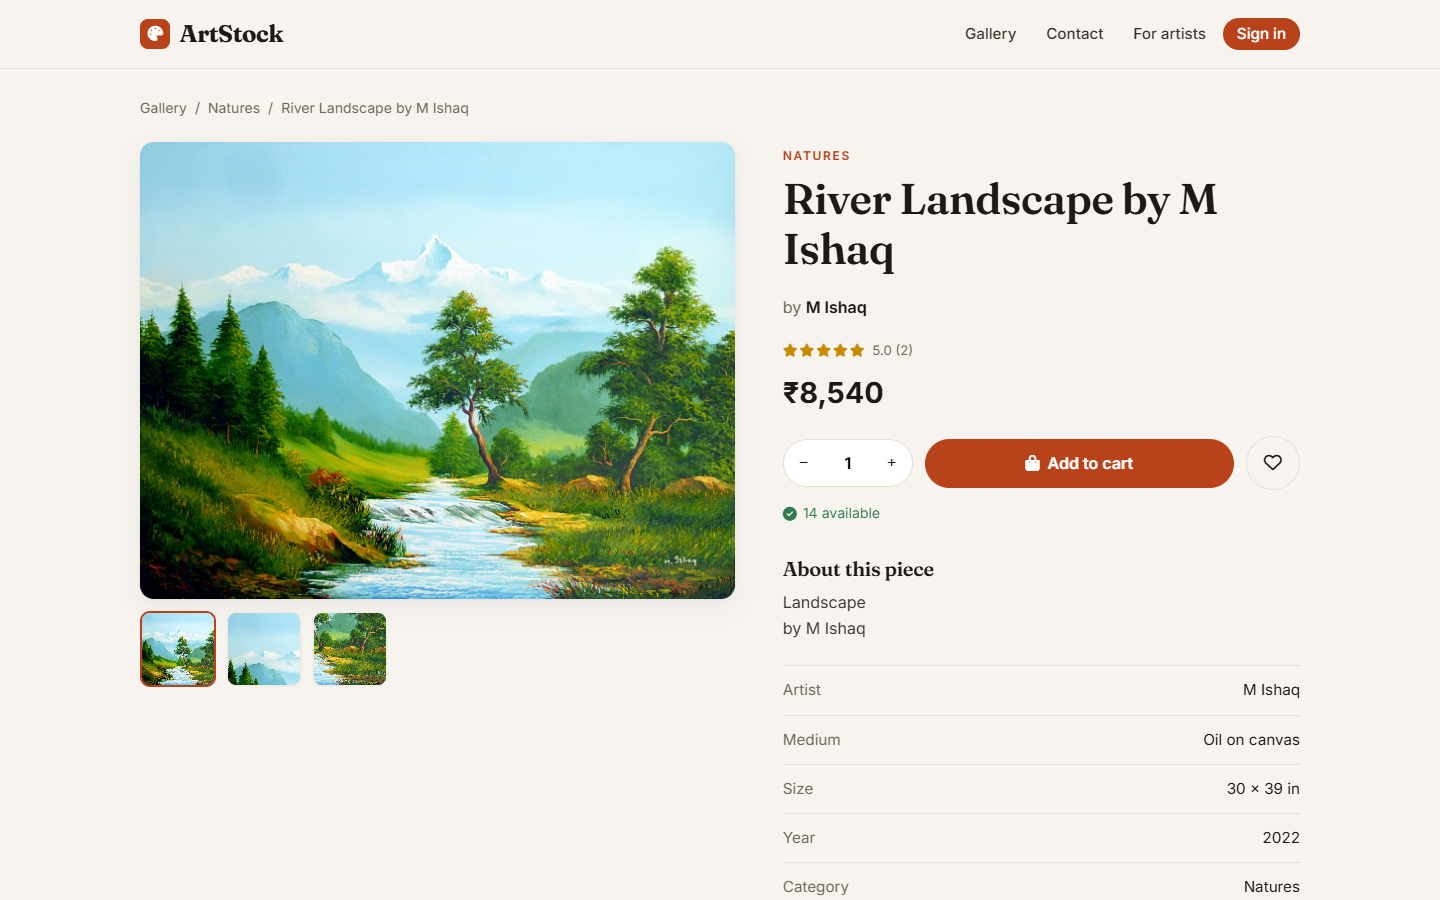 ArtStock
Gallery
Contact
For artists
Sign in
Gallery / Natures / River Landscape by M Ishaq
NATURES
River Landscape by M
Ishaq
by M Ishaq
5.0 (2)
₹8,540
− 1 +
Add to cart
14 available
About this piece
Landscape
by M Ishaq
Artist M Ishaq
Medium Oil on canvas
Size 30 × 39 in
Year 2022
Category Natures